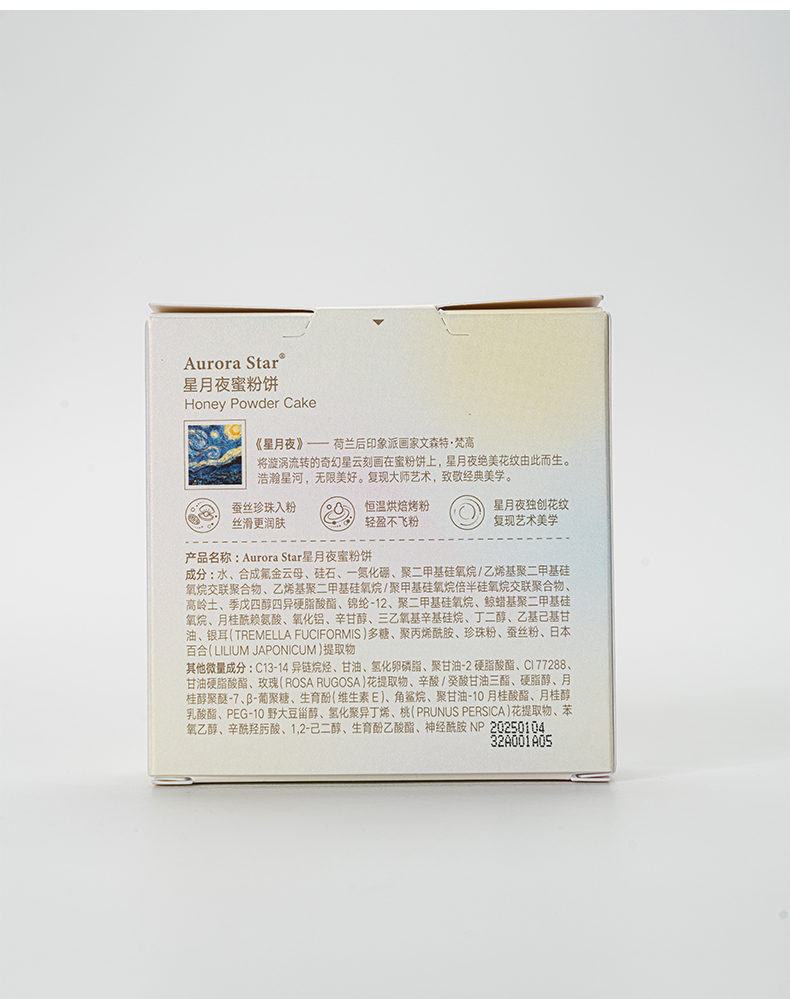 Aurora Star®
星月夜蜜粉饼
Honey Powder Cake
《星月夜》—— 荷兰后印象派画家文森特·梵高
将漩涡流转的奇幻星云刻画在蜜粉饼上，星月夜绝美花纹由此而生。
浩瀚星河，无限美好。复现大师艺术，致敬经典美学。
蚕丝珍珠入粉
丝滑更润肤
恒温烘焙烤粉
轻盈不飞粉
星月夜独创花纹
复现艺术美学
产品名称：Aurora Star星月夜蜜粉饼
成分：水、合成氟金云母、硅石、一氮化硼、聚二甲基硅氧烷/乙烯基聚二甲基硅
氧烷交联聚合物、乙烯基聚二甲基硅氧烷/聚甲基硅氧烷倍半硅氧烷交联聚合物、
高岭土、季戊四醇四异硬脂酸酯、锦纶-12、聚二甲基硅氧烷、鲸蜡基聚二甲基硅
氧烷、月桂酰赖氨酸、氧化铝、辛甘醇、三乙氧基辛基硅烷、丁二醇、乙基己基甘
油、银耳(TREMELLA FUCIFORMIS)多糖、聚丙烯酰胺、珍珠粉、蚕丝粉、日本
百合(LILIUM JAPONICUM)提取物
其他微量成分：C13-14 异链烷烃、甘油、氢化卵磷脂、聚甘油-2 硬脂酸酯、CI 77288、
甘油硬脂酸酯、玫瑰(ROSA RUGOSA)花提取物、辛酸/癸酸甘油三酯、硬脂醇、月
桂醇聚醚-7、β-葡聚糖、生育酚(维生素E)、角鲨烷、聚甘油-10 月桂酸酯、月桂醇
乳酸酯、PEG-10 野大豆甾醇、氢化聚异丁烯、桃(PRUNUS PERSICA)花提取物、苯
氧乙醇、辛酰羟肟酸、1,2-己二醇、生育酚乙酸酯、神经酰胺 NP 20250104
32A001A05